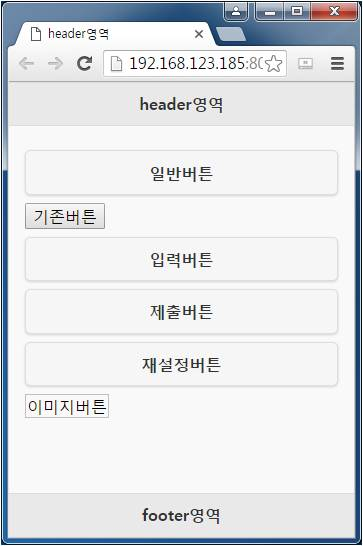 header영역
192.168.123.185:80
header영역
일반버튼
기존버튼
입력버튼
제출버튼
재설정버튼
이미지버튼
footer영역